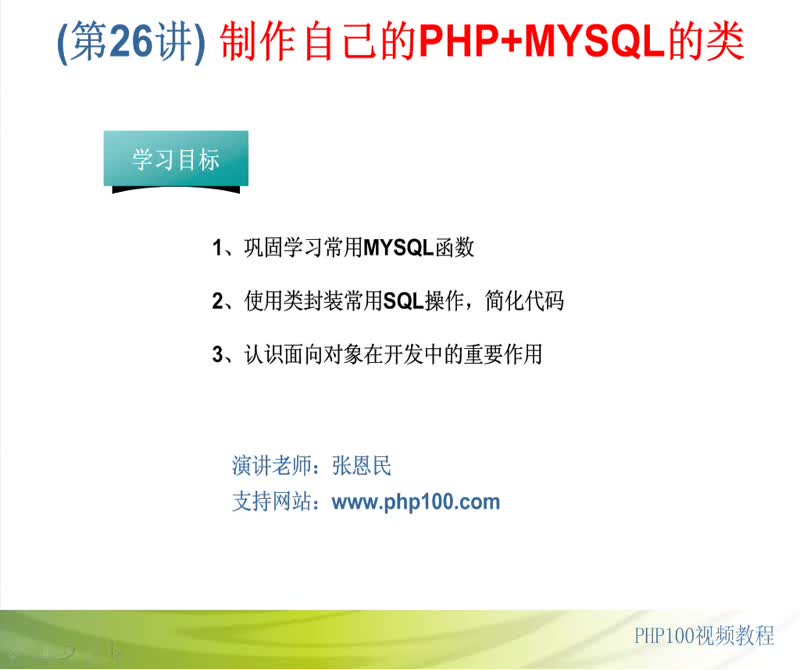 (第26讲) 制作自己的PHP+MYSQL的类
学习目标
1、巩固学习常用MYSQL函数
2、使用类封装常用SQL操作，简化代码
3、认识面向对象在开发中的重要作用
演讲老师：张恩民
支持网站：www.php100.com
PHP100视频教程